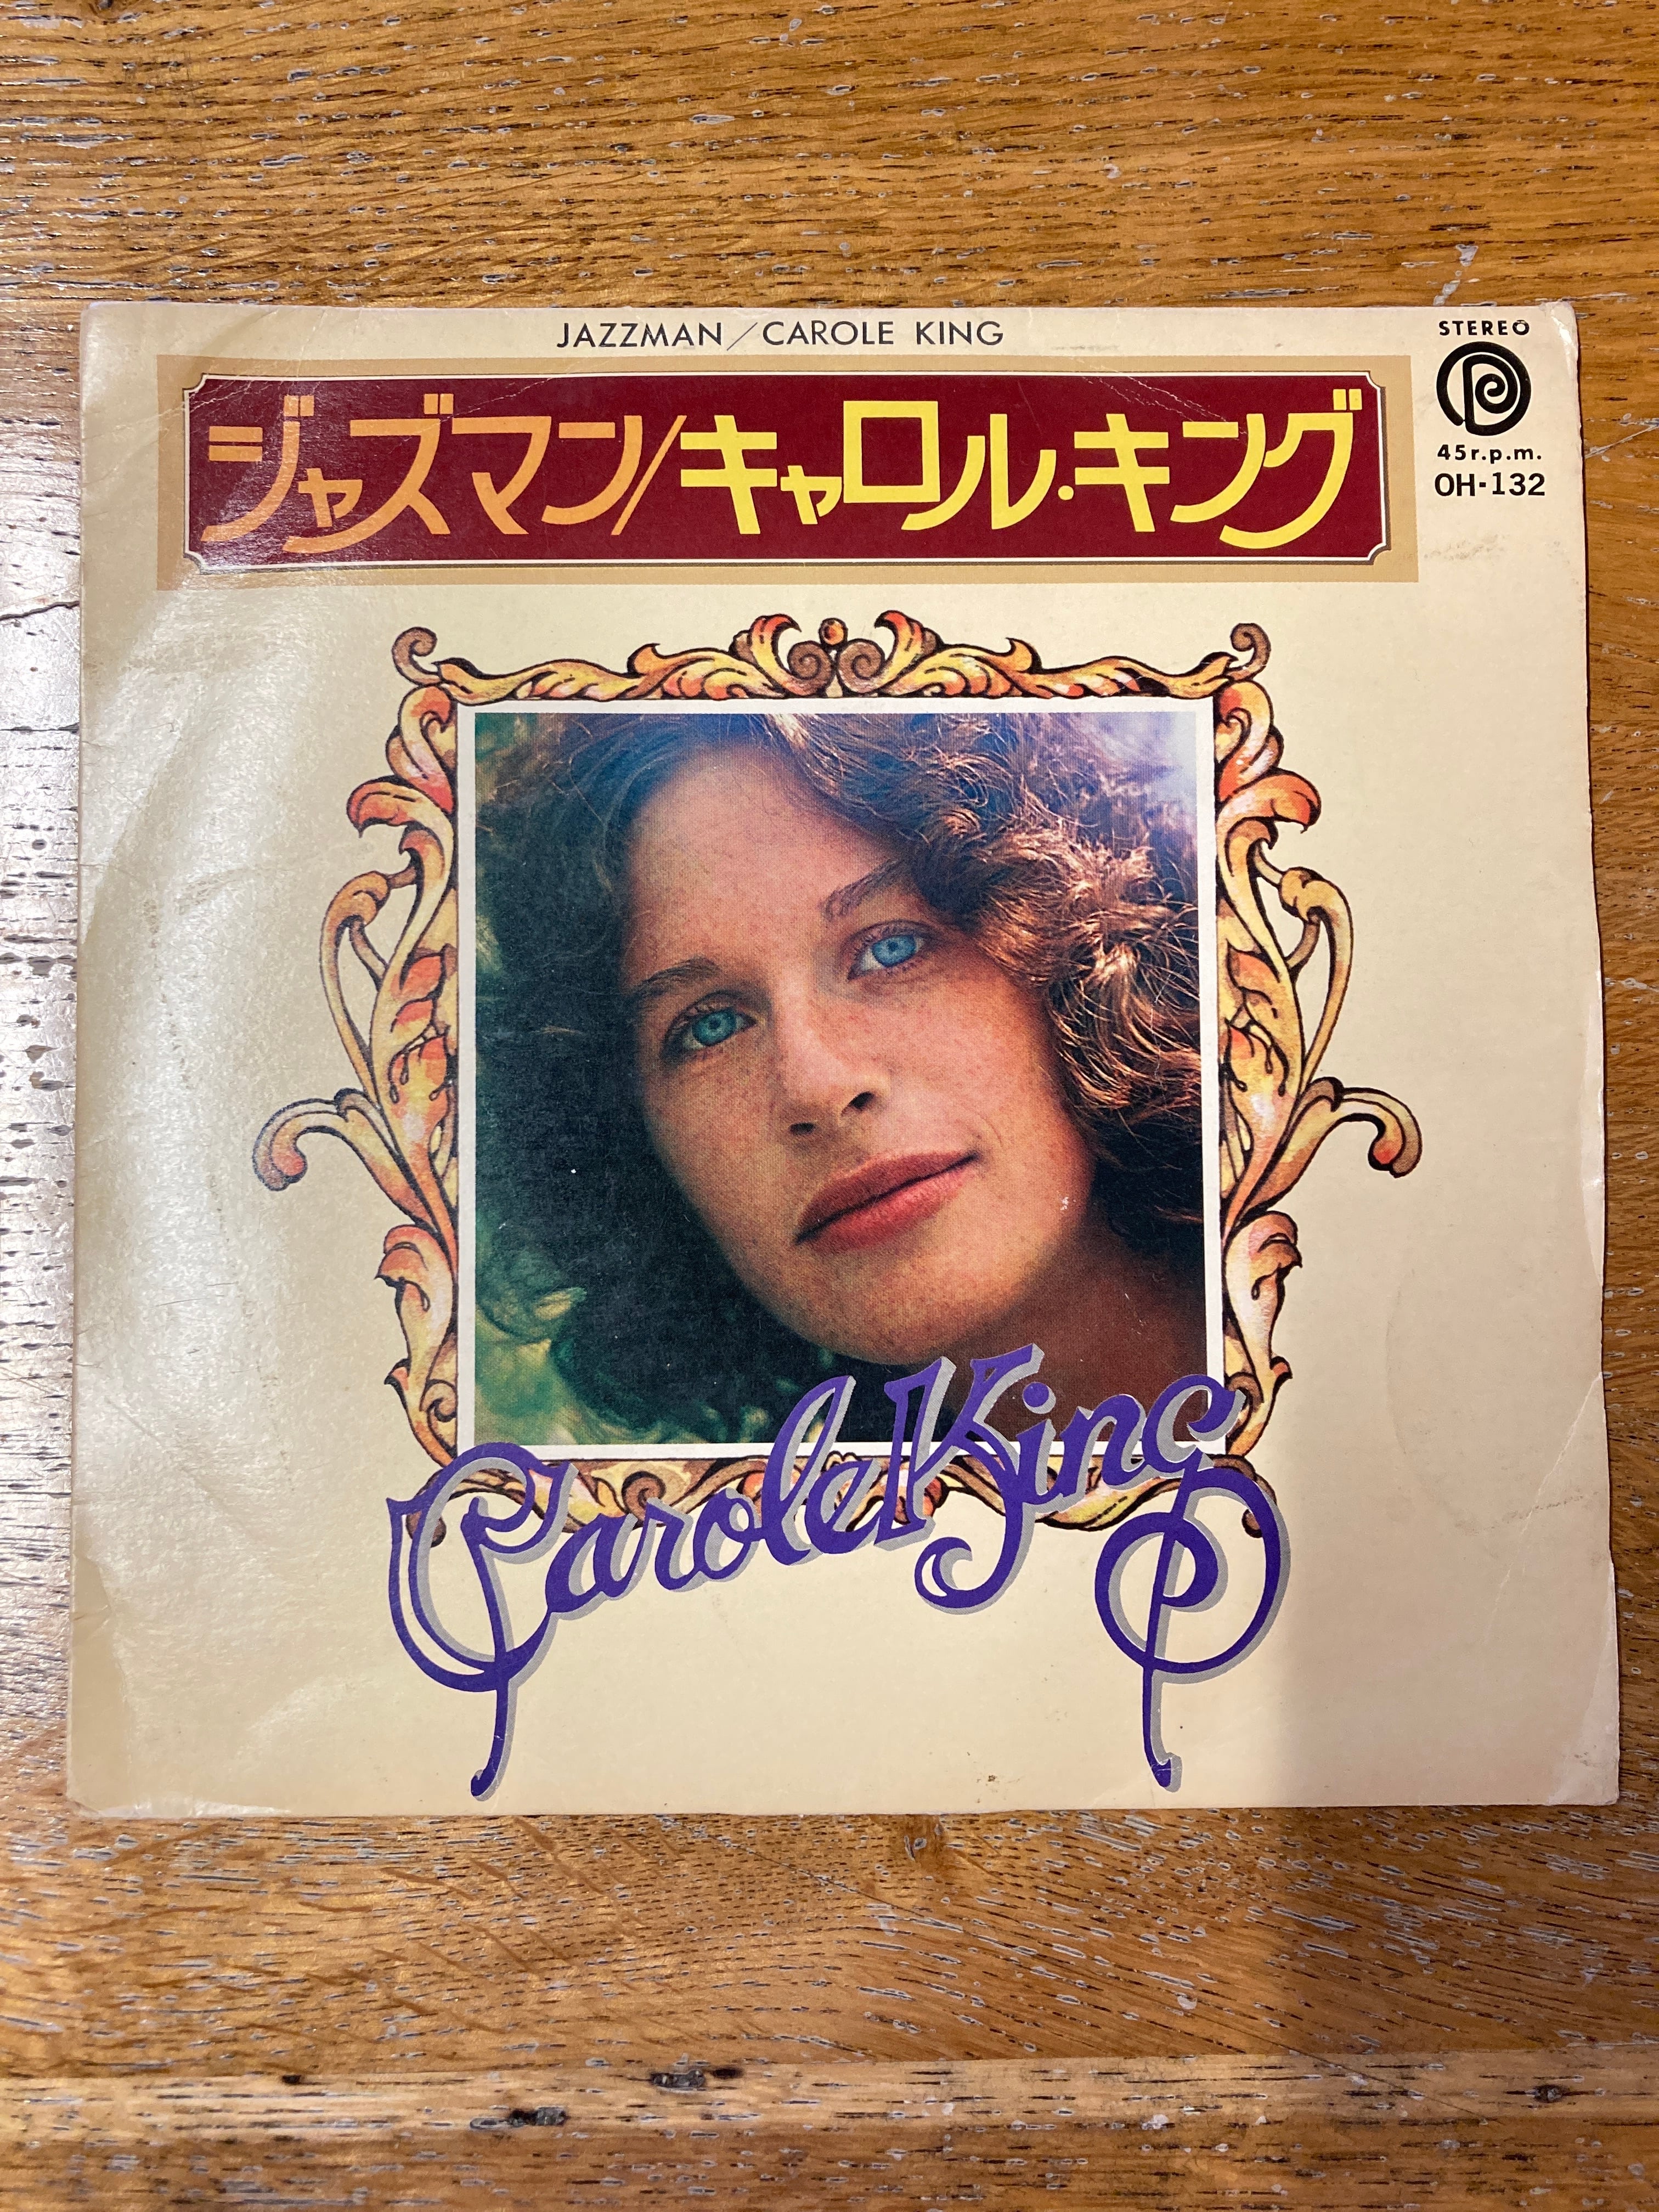 JAZZMAN／CAROLE KING
STEREO
ジャズマン/キャロル・キング
45r.p.m.
OH-132
Carole King